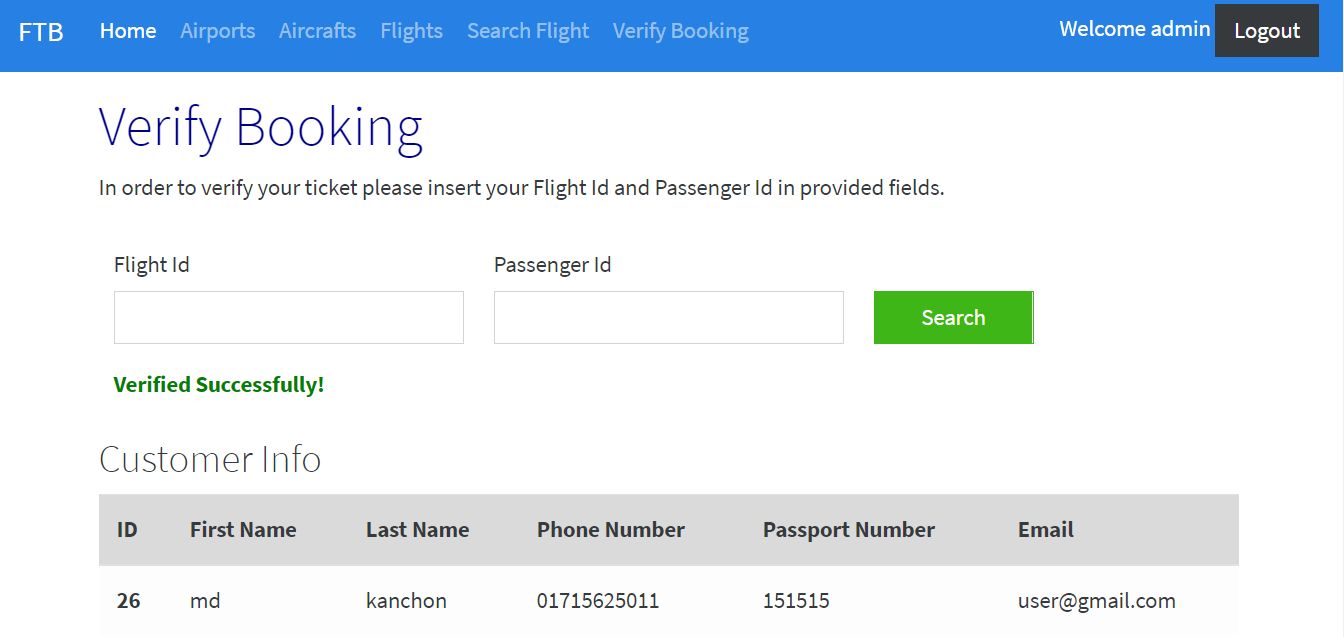 FTB Home Airports Aircrafts Flights Search Flight Verify Booking Welcome admin Logout
Verify Booking
In order to verify your ticket please insert your Flight Id and Passenger Id in provided fields.
Flight Id Passenger Id
Search
Verified Successfully!
Customer Info
ID First Name Last Name Phone Number Passport Number Email
26 md kanchon 01715625011 151515 user@gmail.com